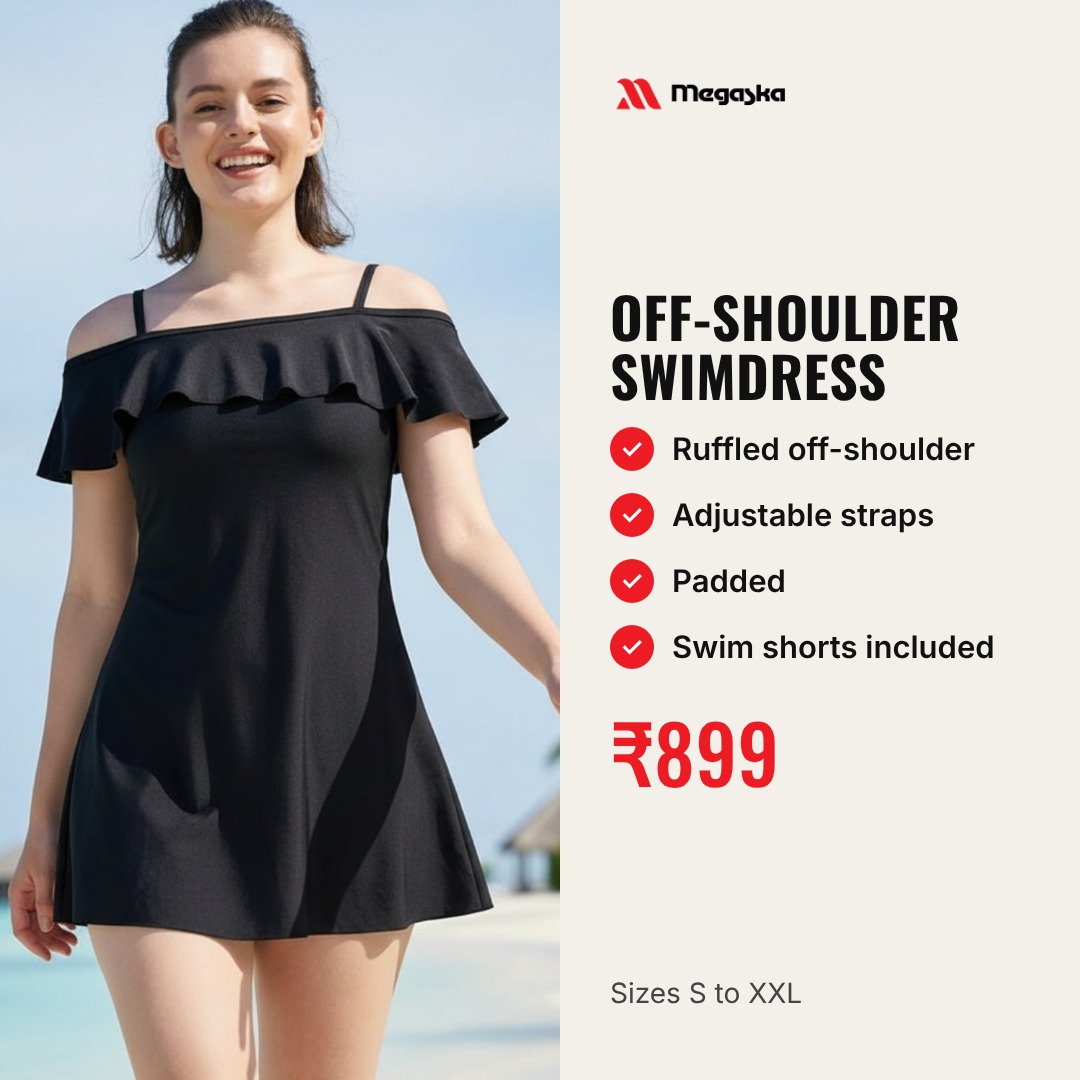 Megaska
OFF-SHOULDER
SWIMDRESS
Ruffled off-shoulder
Adjustable straps
Padded
Swim shorts included
₹899
Sizes S to XXL